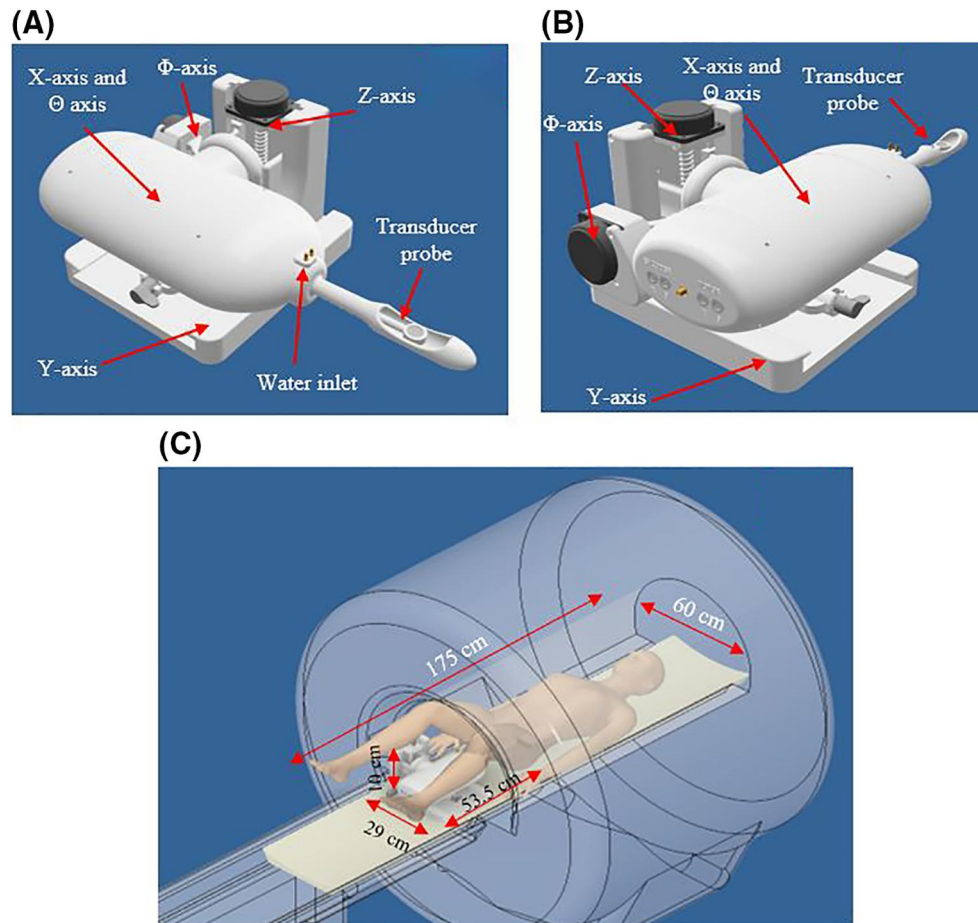 (A)
X-axis and
Θ axis
Φ-axis
Z-axis
Transducer
probe
Y-axis
Water inlet
(B)
Z-axis
X-axis and
Θ axis
Transducer
probe
Φ-axis
Y-axis
(C)
60 cm
175 cm
10 cm
53.5 cm
29 cm